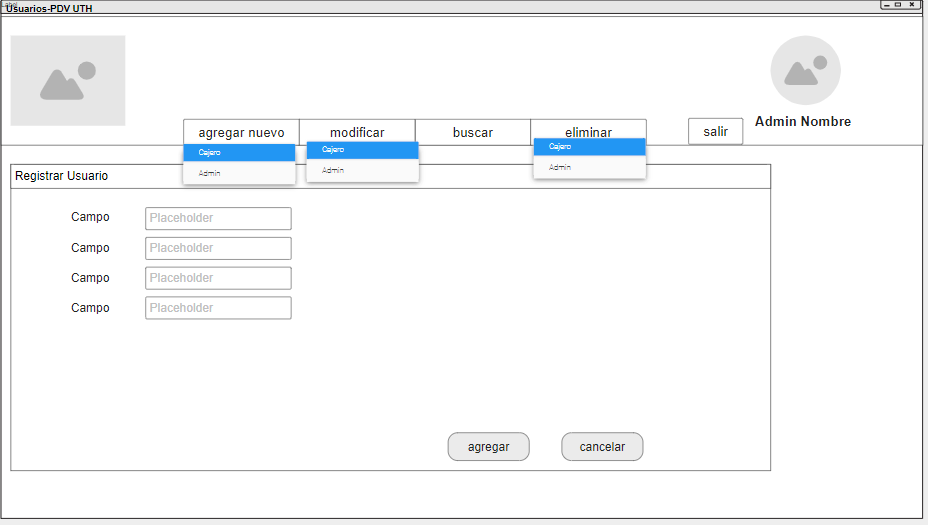 Usuarios-PDV UTH
Admin Nombre
agregar nuevo
modificar
buscar
eliminar
salir
Cajero
Admin
Cajero
Admin
Cajero
Admin
Registrar Usuario
Campo
Placeholder
Campo
Placeholder
Campo
Placeholder
Campo
Placeholder
agregar
cancelar